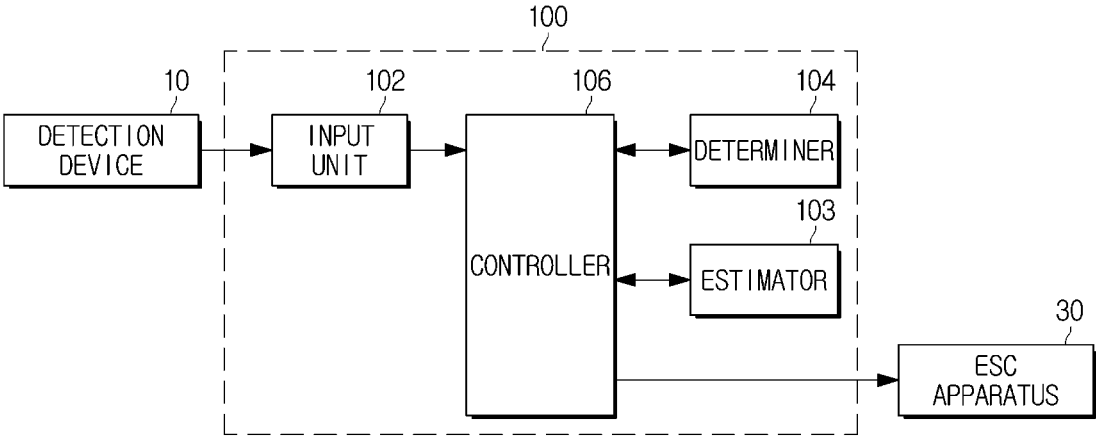 100
10
102
106
104
DETECTION
DEVICE
INPUT
UNIT
DETERMINER
103
CONTROLLER
ESTIMATOR
30
ESC
APPARATUS